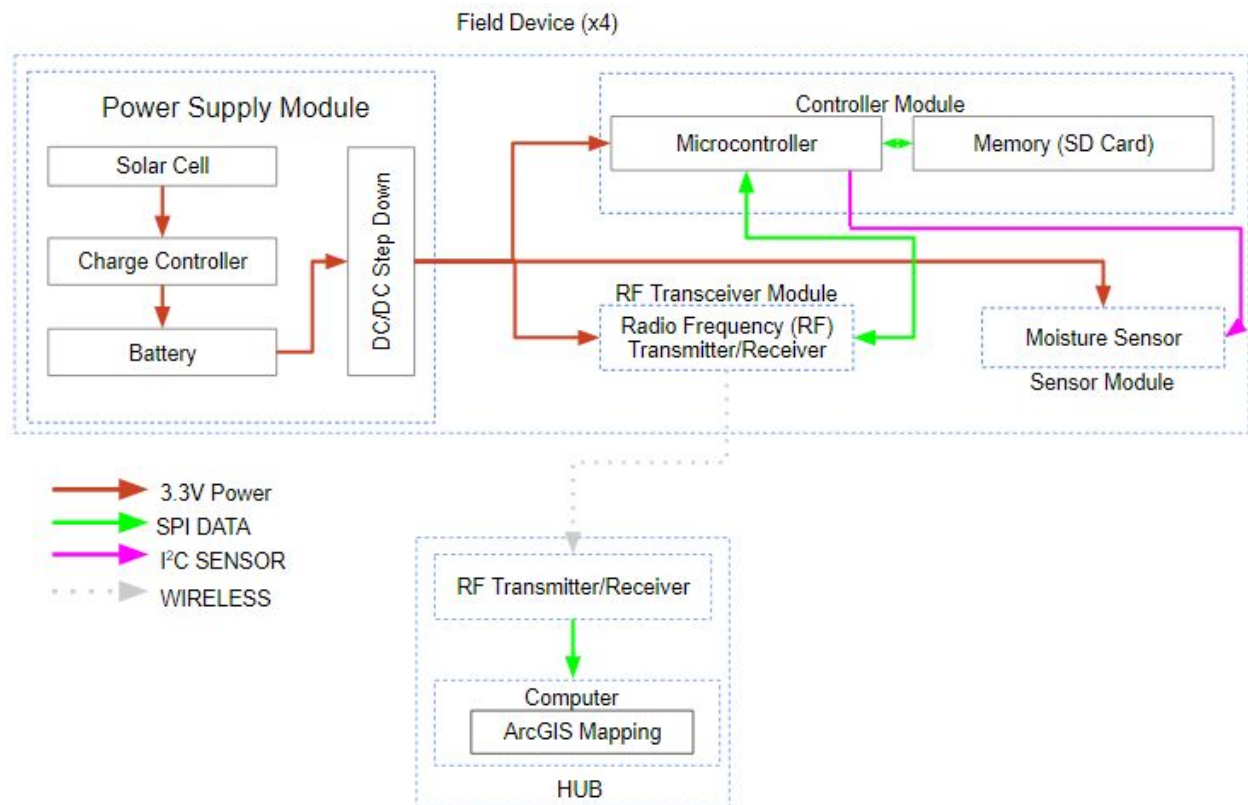 Field Device (x4)
Power Supply Module
Solar Cell
Charge Controller
Battery
DC/DC Step Down
Controller Module
Microcontroller
Memory (SD Card)
RF Transceiver Module
Radio Frequency (RF)
Transmitter/Receiver
Moisture Sensor
Sensor Module
3.3V Power
SPI DATA
I²C SENSOR
WIRELESS
RF Transmitter/Receiver
Computer
ArcGIS Mapping
HUB